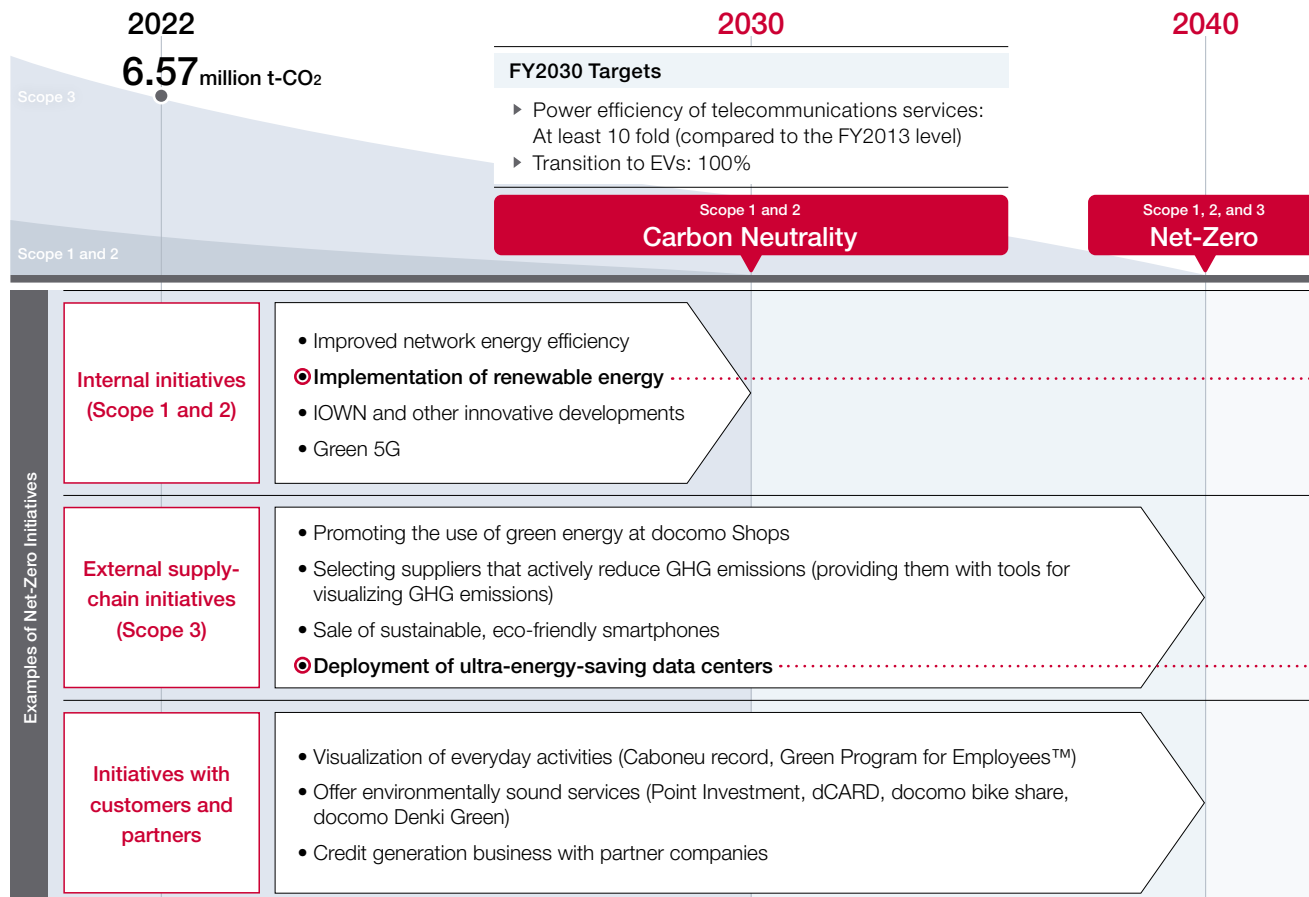 2022
2030
2040
6.57 million t-CO₂
Scope 3
Scope 1 and 2
FY2030 Targets
▶ Power efficiency of telecommunications services:
At least 10 fold (compared to the FY2013 level)
▶ Transition to EVs: 100%
Scope 1 and 2
Carbon Neutrality
Scope 1, 2, and 3
Net-Zero
Examples of Net-Zero Initiatives
Internal initiatives
(Scope 1 and 2)
• Improved network energy efficiency
Implementation of renewable energy
• IOWN and other innovative developments
• Green 5G
External supply-
chain initiatives
(Scope 3)
• Promoting the use of green energy at docomo Shops
• Selecting suppliers that actively reduce GHG emissions (providing them with tools for
visualizing GHG emissions)
• Sale of sustainable, eco-friendly smartphones
Deployment of ultra-energy-saving data centers
Initiatives with
customers and
partners
• Visualization of everyday activities (Caboneu record, Green Program for Employees™)
• Offer environmentally sound services (Point Investment, dCARD, docomo bike share,
docomo Denki Green)
• Credit generation business with partner companies